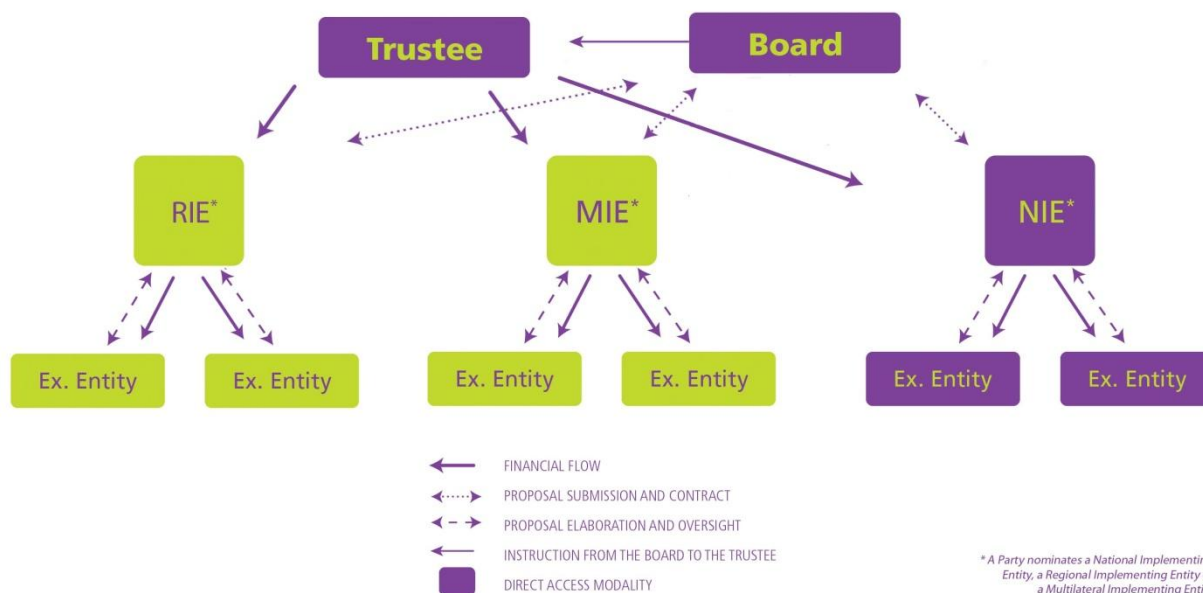 Trustee
Board
RIE*
MIE*
NIE*
Ex. Entity
Ex. Entity
Ex. Entity
Ex. Entity
Ex. Entity
Ex. Entity
FINANCIAL FLOW
PROPOSAL SUBMISSION AND CONTRACT
PROPOSAL ELABORATION AND OVERSIGHT
INSTRUCTION FROM THE BOARD TO THE TRUSTEE
DIRECT ACCESS MODALITY
* A Party nominates a National Implementin
Entity, a Regional Implementing Entity
a Multilateral Implementing Enti